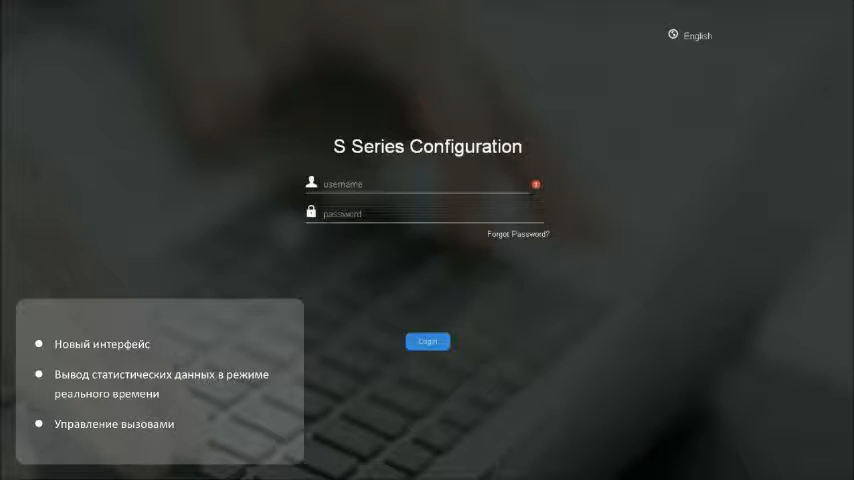 English
S Series Configuration
username
password
Forgot Password?
Login
Новый интерфейс
Вывод статистических данных в режиме
реального времени
Управление вызовами